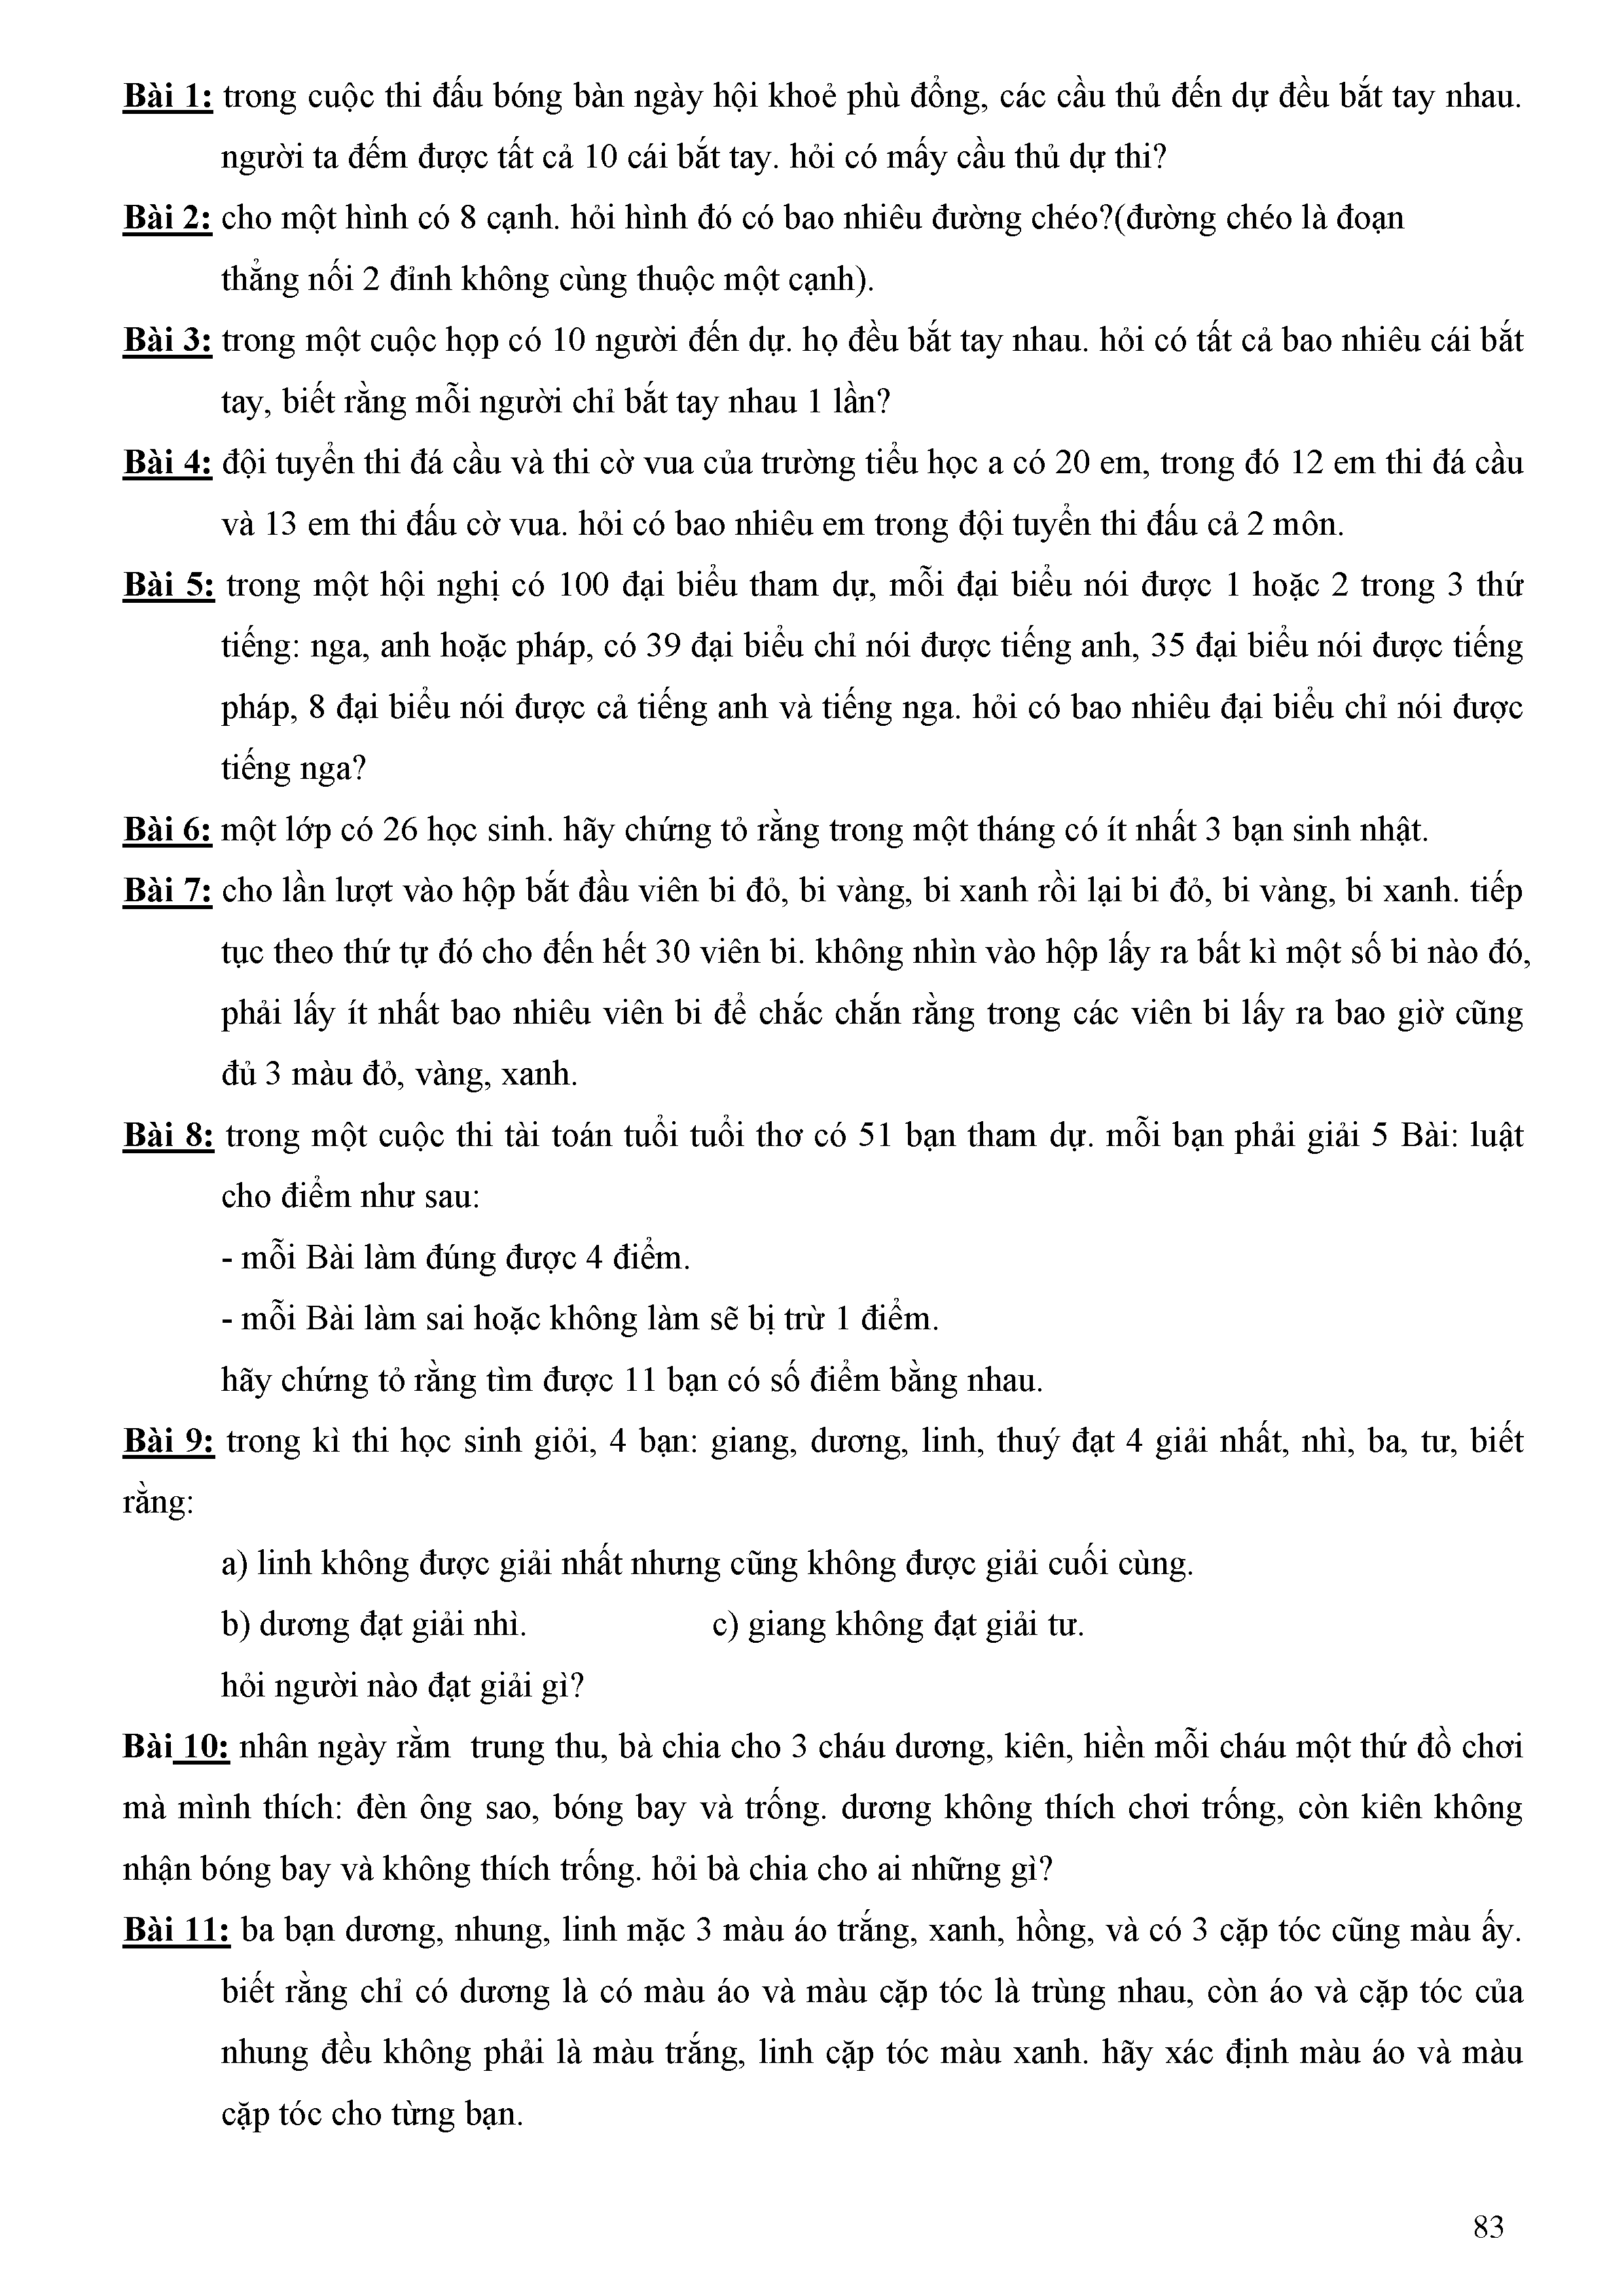 Bài 1: trong cuộc thi đấu bóng bàn ngày hội khoẻ phù đổng, các cầu thủ đến dự đều bắt tay nhau.
người ta đếm được tất cả 10 cái bắt tay. hỏi có mấy cầu thủ dự thi?
Bài 2: cho một hình có 8 cạnh. hỏi hình đó có bao nhiêu đường chéo?(đường chéo là đoạn
thẳng nối 2 đỉnh không cùng thuộc một cạnh).
Bài 3: trong một cuộc họp có 10 người đến dự. họ đều bắt tay nhau. hỏi có tất cả bao nhiêu cái bắt
tay, biết rằng mỗi người chỉ bắt tay nhau 1 lần?
Bài 4: đội tuyển thi đá cầu và thi cờ vua của trường tiểu học a có 20 em, trong đó 12 em thi đá cầu
và 13 em thi đấu cờ vua. hỏi có bao nhiêu em trong đội tuyển thi đấu cả 2 môn.
Bài 5: trong một hội nghị có 100 đại biểu tham dự, mỗi đại biểu nói được 1 hoặc 2 trong 3 thứ
tiếng: nga, anh hoặc pháp, có 39 đại biểu chỉ nói được tiếng anh, 35 đại biểu nói được tiếng
pháp, 8 đại biểu nói được cả tiếng anh và tiếng nga. hỏi có bao nhiêu đại biểu chỉ nói được
tiếng nga?
Bài 6: một lớp có 26 học sinh. hãy chứng tỏ rằng trong một tháng có ít nhất 3 bạn sinh nhật.
Bài 7: cho lần lượt vào hộp bắt đầu viên bi đỏ, bi vàng, bi xanh rồi lại bi đỏ, bi vàng, bi xanh. tiếp
tục theo thứ tự đó cho đến hết 30 viên bi. không nhìn vào hộp lấy ra bất kì một số bi nào đó,
phải lấy ít nhất bao nhiêu viên bi để chắc chắn rằng trong các viên bi lấy ra bao giờ cũng
đủ 3 màu đỏ, vàng, xanh.
Bài 8: trong một cuộc thi tài toán tuổi tuổi thơ có 51 bạn tham dự. mỗi bạn phải giải 5 Bài: luật
cho điểm như sau:
- mỗi Bài làm đúng được 4 điểm.
- mỗi Bài làm sai hoặc không làm sẽ bị trừ 1 điểm.
hãy chứng tỏ rằng tìm được 11 bạn có số điểm bằng nhau.
Bài 9: trong kì thi học sinh giỏi, 4 bạn: giang, dương, linh, thuý đạt 4 giải nhất, nhì, ba, tư, biết
rằng:
a) linh không được giải nhất nhưng cũng không được giải cuối cùng.
b) dương đạt giải nhì. c) giang không đạt giải tư.
hỏi người nào đạt giải gì?
Bài 10: nhân ngày rằm trung thu, bà chia cho 3 cháu dương, kiên, hiền mỗi cháu một thứ đồ chơi
mà mình thích: đèn ông sao, bóng bay và trống. dương không thích chơi trống, còn kiên không
nhận bóng bay và không thích trống. hỏi bà chia cho ai những gì?
Bài 11: ba bạn dương, nhung, linh mặc 3 màu áo trắng, xanh, hồng, và có 3 cặp tóc cũng màu ấy.
biết rằng chỉ có dương là có màu áo và màu cặp tóc là trùng nhau, còn áo và cặp tóc của
nhung đều không phải là màu trắng, linh cặp tóc màu xanh. hãy xác định màu áo và màu
cặp tóc cho từng bạn.
83